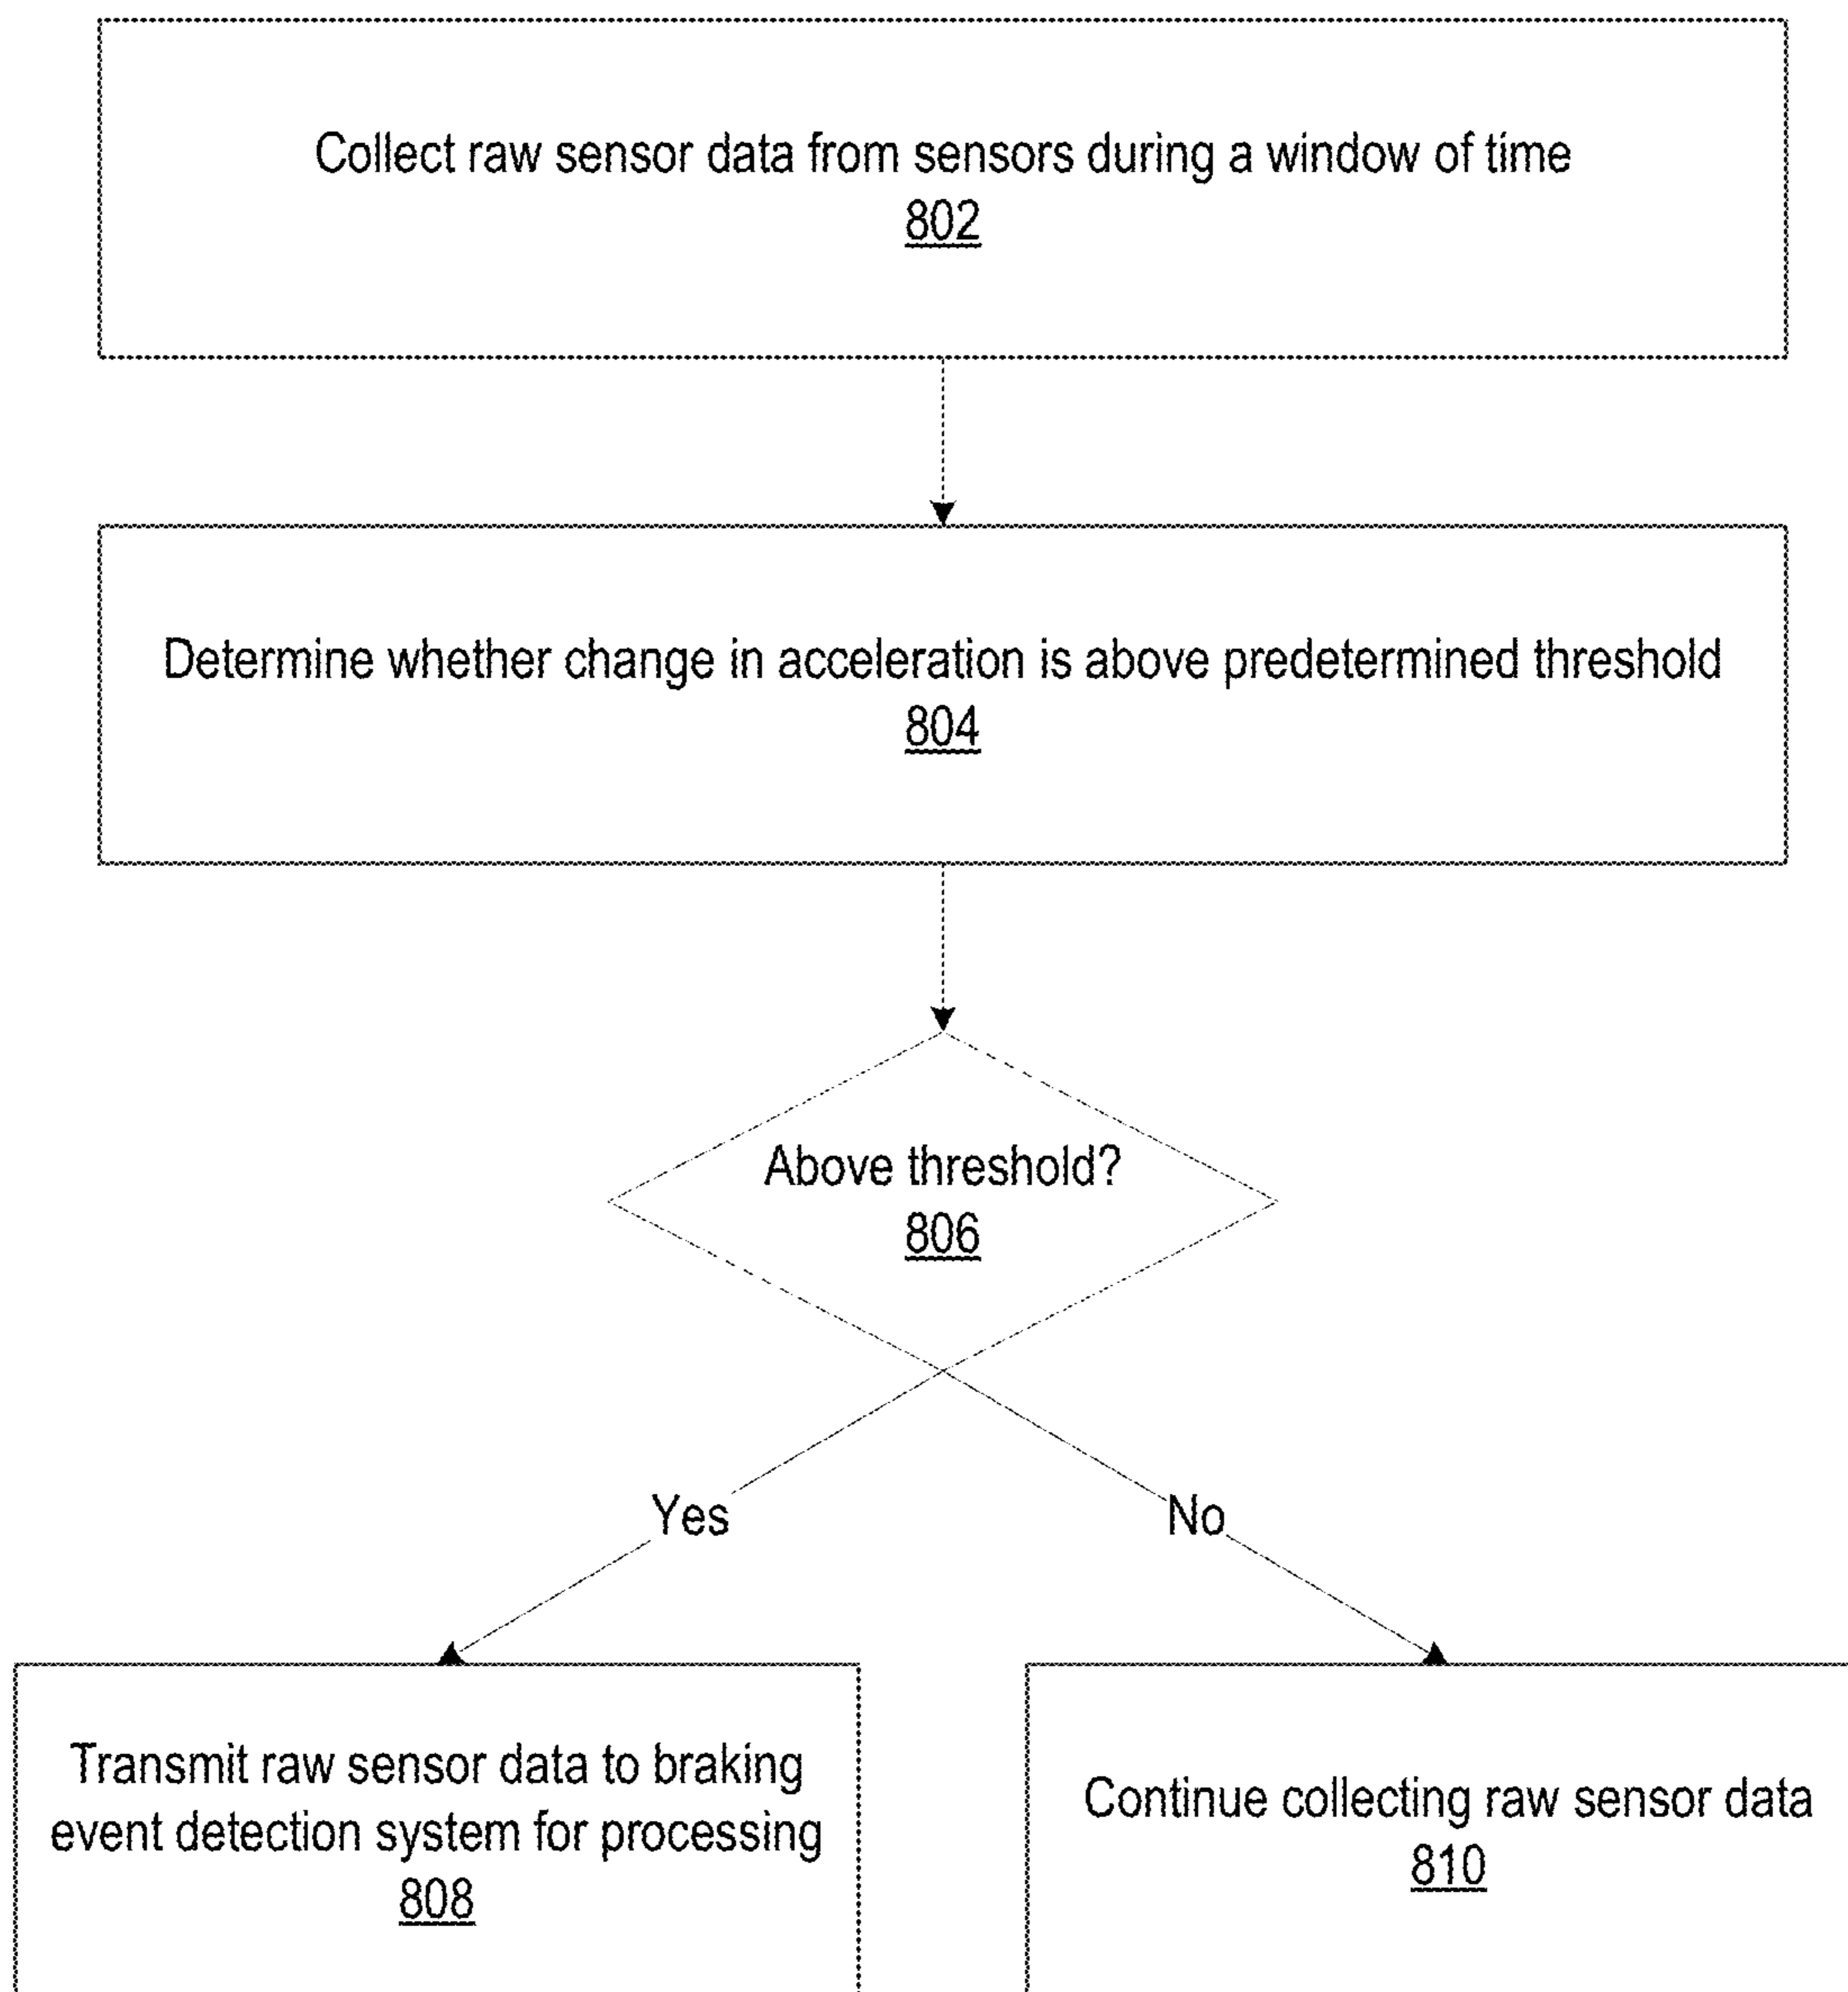 Collect raw sensor data from sensors during a window of time
802
Determine whether change in acceleration is above predetermined threshold
804
Above threshold?
806
Yes
No
Transmit raw sensor data to braking
event detection system for processing
808
Continue collecting raw sensor data
810